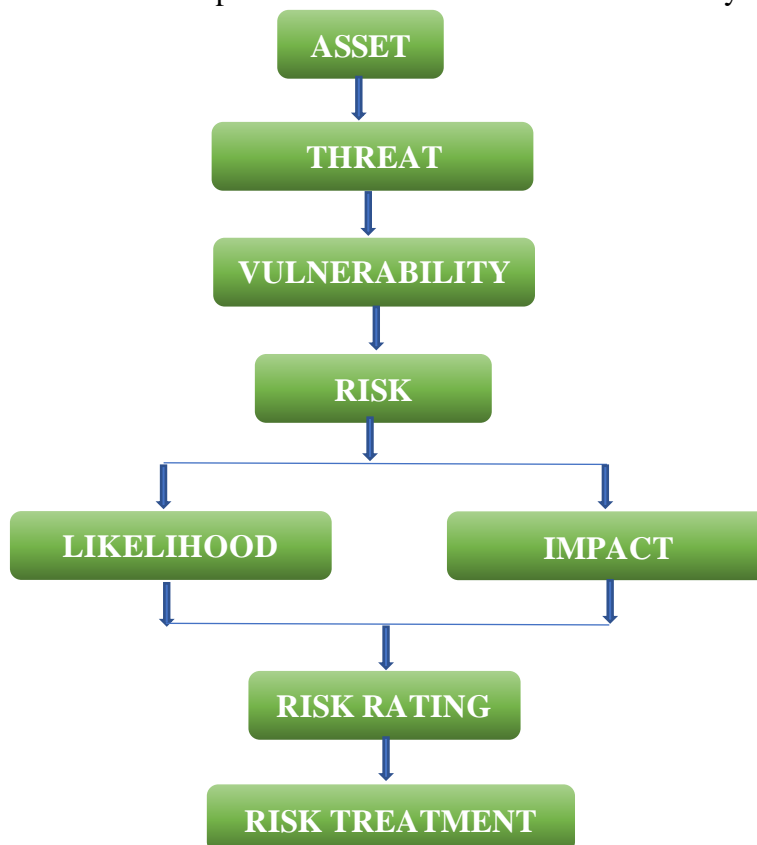 ASSET
THREAT
VULNERABILITY
RISK
LIKELIHOOD IMPACT
RISK RATING
RISK TREATMENT